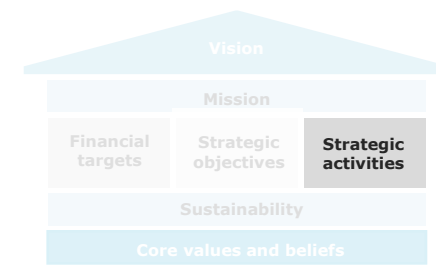 Vision
Mission
Financial
targets
Strategic
objectives
Strategic
activities
Sustainability
Core values and beliefs